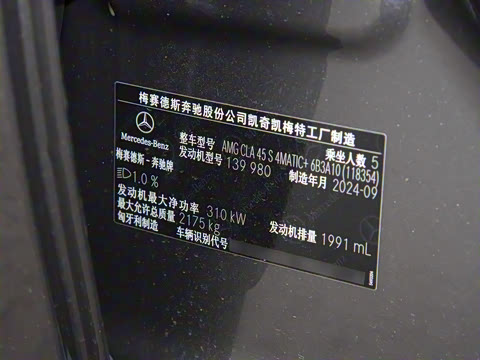 梅赛德斯奔驰股份公司凯奇凯梅特工厂制造
Mercedes-Benz
整车型号 AMG CLA 45 S 4MATIC+ 6B3A10 (118354)
发动机型号 139 980
乘坐人数 5
梅赛德斯-奔驰牌
制造年月 2024-09
1.0 %
发动机最大净功率 310 kW
发动机排量 1991 mL
最大允许总质量 2175 kg
匈牙利制造 车辆识别代号